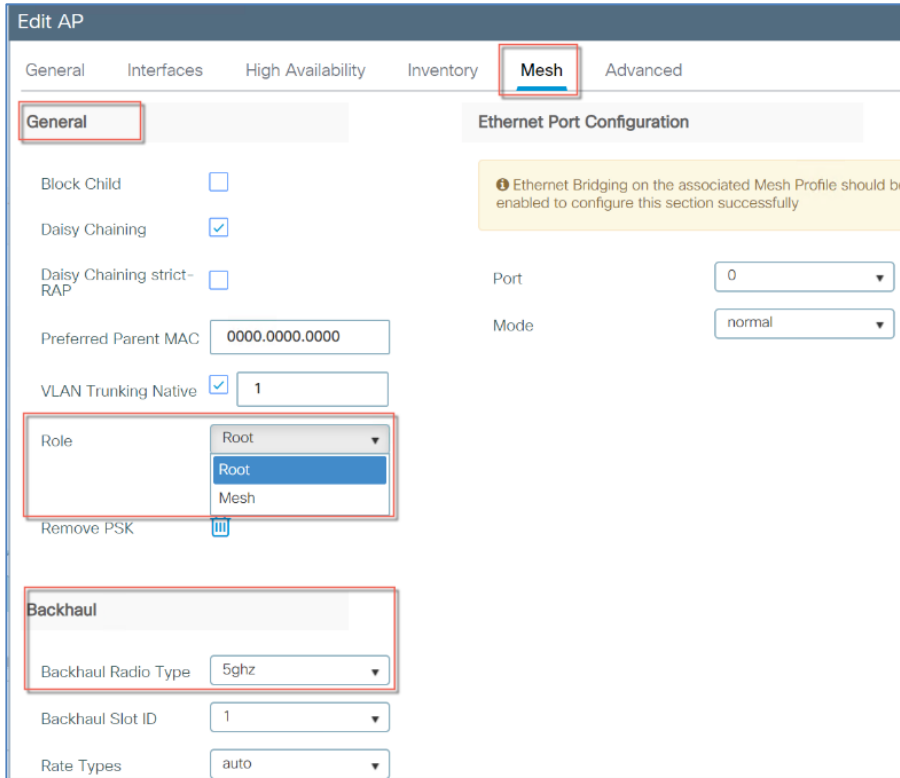 Edit AP
General Interfaces High Availability Inventory Mesh Advanced
General
Block Child
Daisy Chaining
Daisy Chaining strict-
RAP
Preferred Parent MAC 0000.0000.0000
VLAN Trunking Native 1
Role Root
Root
Mesh
Remove PSK
Backhaul
Backhaul Radio Type 5ghz
Backhaul Slot ID 1
Rate Types auto
Ethernet Port Configuration
Ethernet Bridging on the associated Mesh Profile should
enabled to configure this section successfully
Port 0
Mode normal